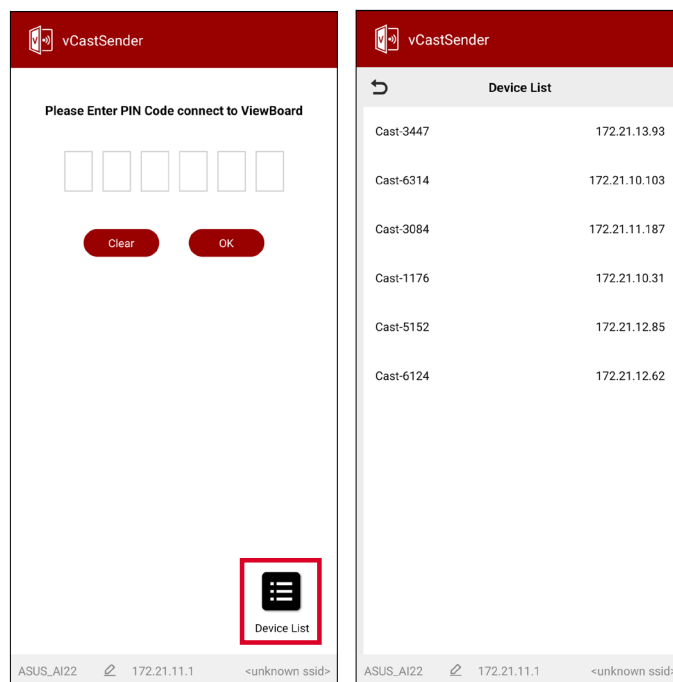 vCastSender
Please Enter PIN Code connect to ViewBoard
Clear
OK
Device List
ASUS_AI22 172.21.11.1 <unknown ssid>
vCastSender
Device List
Cast-3447 172.21.13.93
Cast-6314 172.21.10.103
Cast-3084 172.21.11.187
Cast-1176 172.21.10.31
Cast-5152 172.21.12.85
Cast-6124 172.21.12.62
ASUS_AI22 172.21.11.1 <unknown ssid>